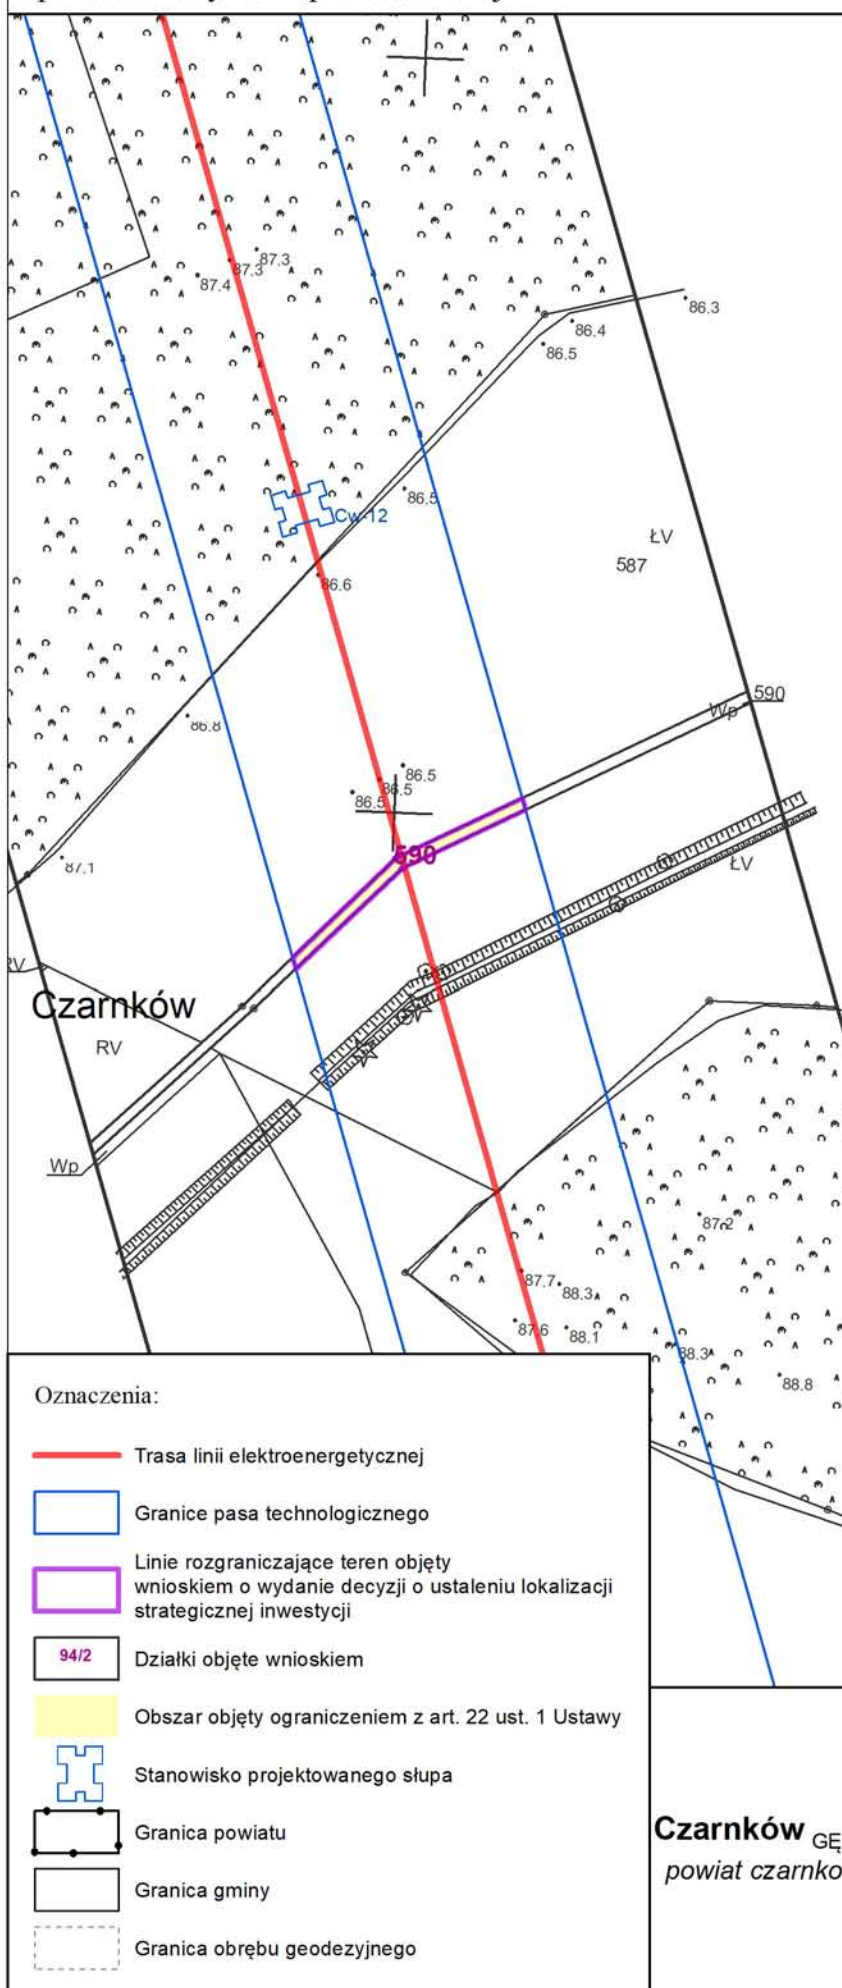 87.3
87.3
87.4
86.3
86.4
86.5
86.5
Cw-12
ŁV
587
86.6
590
Wp
86.8
86.5
86.5
86.5
590
87.1
ŁV
RV
Czarnków
RV
Wp
87.2
87.7
88.3
87.6
88.1
88.3
88.8
Oznaczenia:
Trasa linii elektroenergetycznej
Granice pasa technologicznego
Linie rozgraniczające teren objęty
wnioskiem o wydanie decyzji o ustaleniu lokalizacji
strategicznej inwestycji
94/2 Działki objęte wnioskiem
Obszar objęty ograniczeniem z art. 22 ust. 1 Ustawy
Stanowisko projektowanego słupa
Granica powiatu
Granica gminy
Granica obrębu geodezyjnego
Czarnków GĘ
powiat czarnko